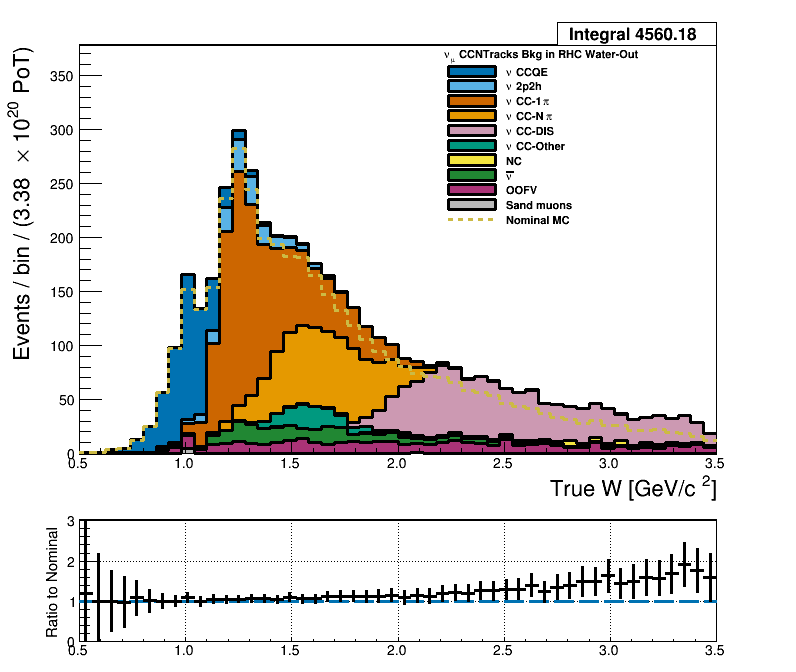 Integral 4560.18
ν μ CCNTracks Bkg in RHC Water-Out
ν CCQE
ν 2p2h
ν CC-1π
ν CC-N π
ν CC-DIS
ν CC-Other
NC
ν̅
OOFV
Sand muons
Nominal MC
Events / bin / (3.38 × 10²⁰ PoT)
350
300
250
200
150
100
50
0
0.5 1.0 1.5 2.0 2.5 3.0 3.5
True W [GeV/c ²]
Ratio to Nominal
3
2
1
0
0.5 1.0 1.5 2.0 2.5 3.0 3.5